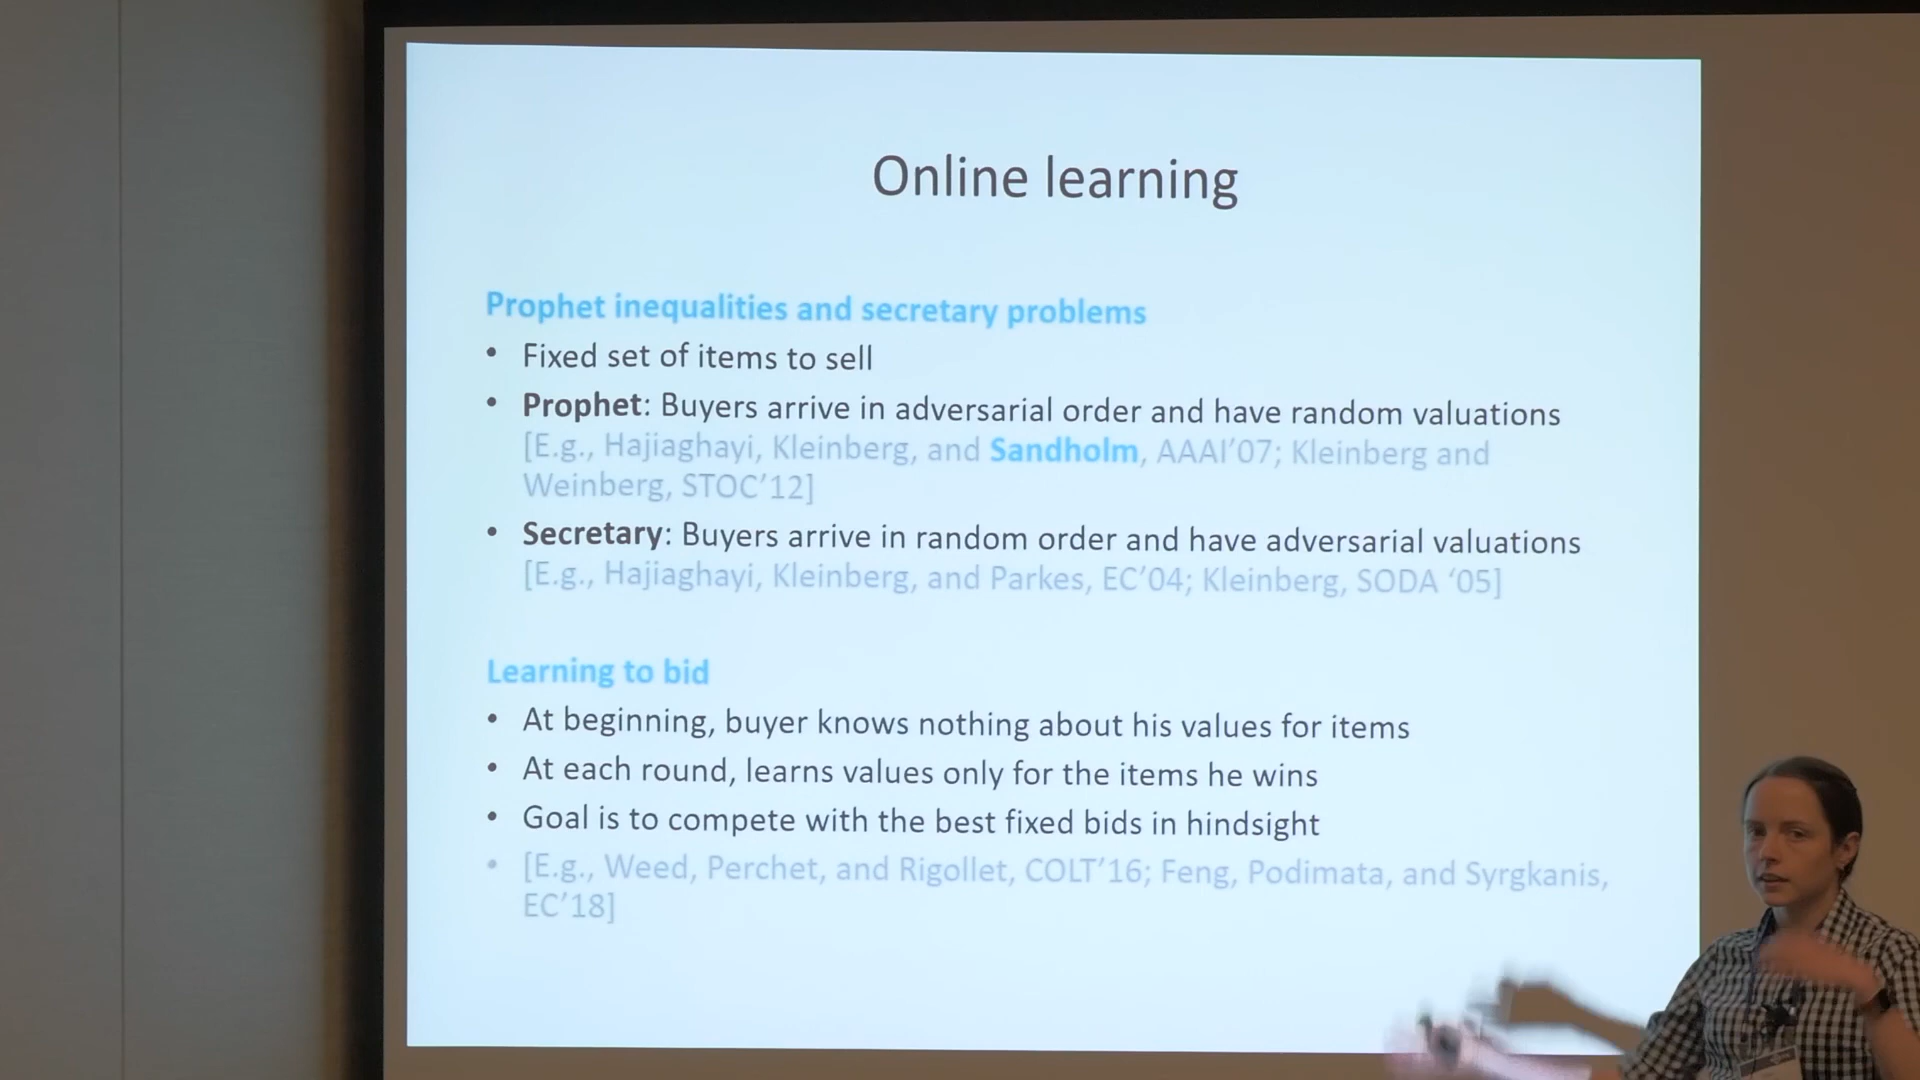 Online learning
Prophet inequalities and secretary problems
• Fixed set of items to sell
• Prophet: Buyers arrive in adversarial order and have random valuations
[E.g., Hajiaghayi, Kleinberg, and Sandholm, AAAI’07; Kleinberg and
Weinberg, STOC’12]
• Secretary: Buyers arrive in random order and have adversarial valuations
[E.g., Hajiaghayi, Kleinberg, and Parkes, EC’04; Kleinberg, SODA ‘05]
Learning to bid
• At beginning, buyer knows nothing about his values for items
• At each round, learns values only for the items he wins
• Goal is to compete with the best fixed bids in hindsight
• [E.g., Weed, Perchet, and Rigollet, COLT’16; Feng, Podimata, and Syrgkanis,
EC’18]